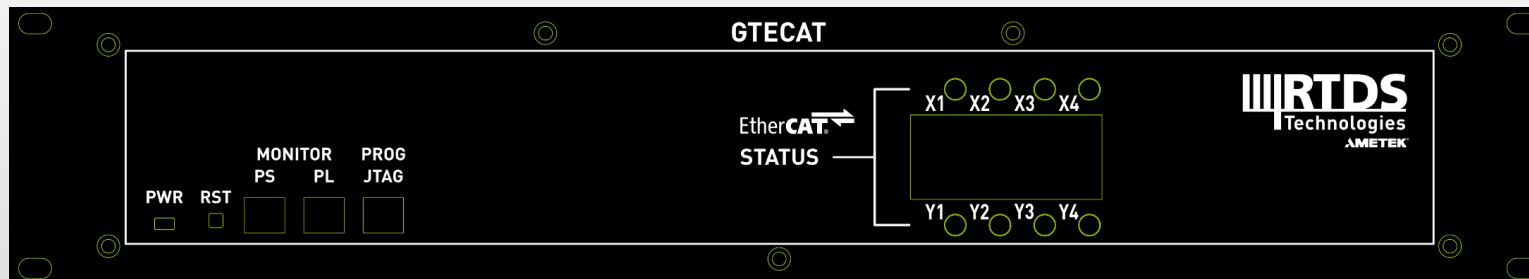 GTECAT
RTDS
Technologies
AMETEK
X1 X2 X3 X4
EtherCAT®
STATUS
MONITOR
PS PL
PROG
JTAG
PWR RST
Y1 Y2 Y3 Y4